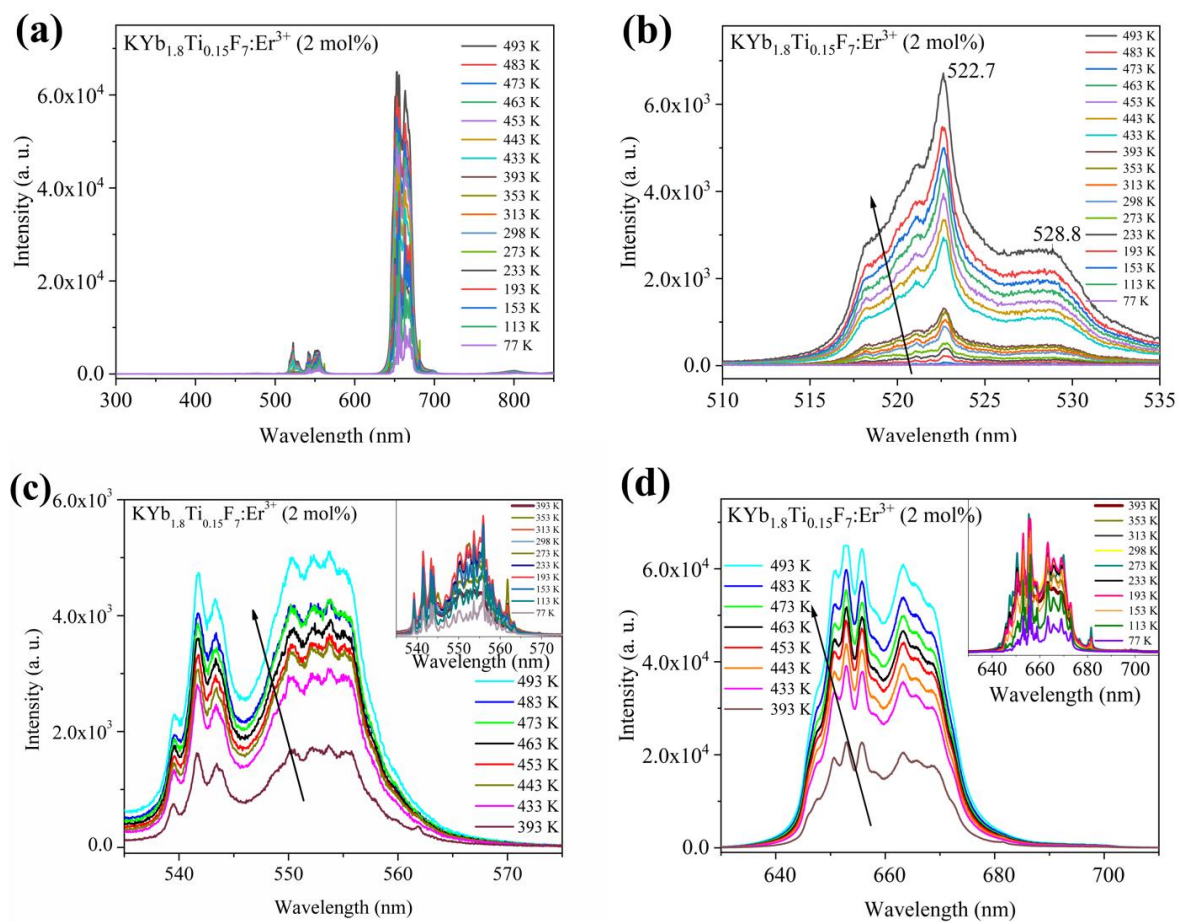 (a)
KYb₁.₈Ti₀.₁₅F₇:Er³⁺ (2 mol%)
493 K
483 K
473 K
463 K
453 K
443 K
433 K
393 K
353 K
313 K
298 K
273 K
233 K
193 K
153 K
113 K
77 K
6.0x10⁴
4.0x10⁴
2.0x10⁴
0.0
Intensity (a. u.)
300 400 500 600 700 800
Wavelength (nm)
(b)
KYb₁.₈Ti₀.₁₅F₇:Er³⁺ (2 mol%)
522.7
528.8
493 K
483 K
473 K
463 K
453 K
443 K
433 K
393 K
353 K
313 K
298 K
273 K
233 K
193 K
153 K
113 K
77 K
6.0x10³
4.0x10³
2.0x10³
0.0
Intensity (a. u.)
510 515 520 525 530 535
Wavelength (nm)
(c)
KYb₁.₈Ti₀.₁₅F₇:Er³⁺ (2 mol%)
393 K
353 K
313 K
298 K
273 K
233 K
193 K
153 K
113 K
77 K
540 550 560 570
Wavelength (nm)
493 K
483 K
473 K
463 K
453 K
443 K
433 K
393 K
6.0x10³
4.0x10³
2.0x10³
0.0
Intensity (a. u.)
540 550 560 570
Wavelength (nm)
(d)
KYb₁.₈Ti₀.₁₅F₇:Er³⁺ (2 mol%)
493 K
483 K
473 K
463 K
453 K
443 K
433 K
393 K
393 K
353 K
313 K
298 K
273 K
233 K
193 K
153 K
113 K
77 K
640 660 680 700
Wavelength (nm)
6.0x10⁴
4.0x10⁴
2.0x10⁴
0.0
Intensity (a. u.)
640 660 680 700
Wavelength (nm)